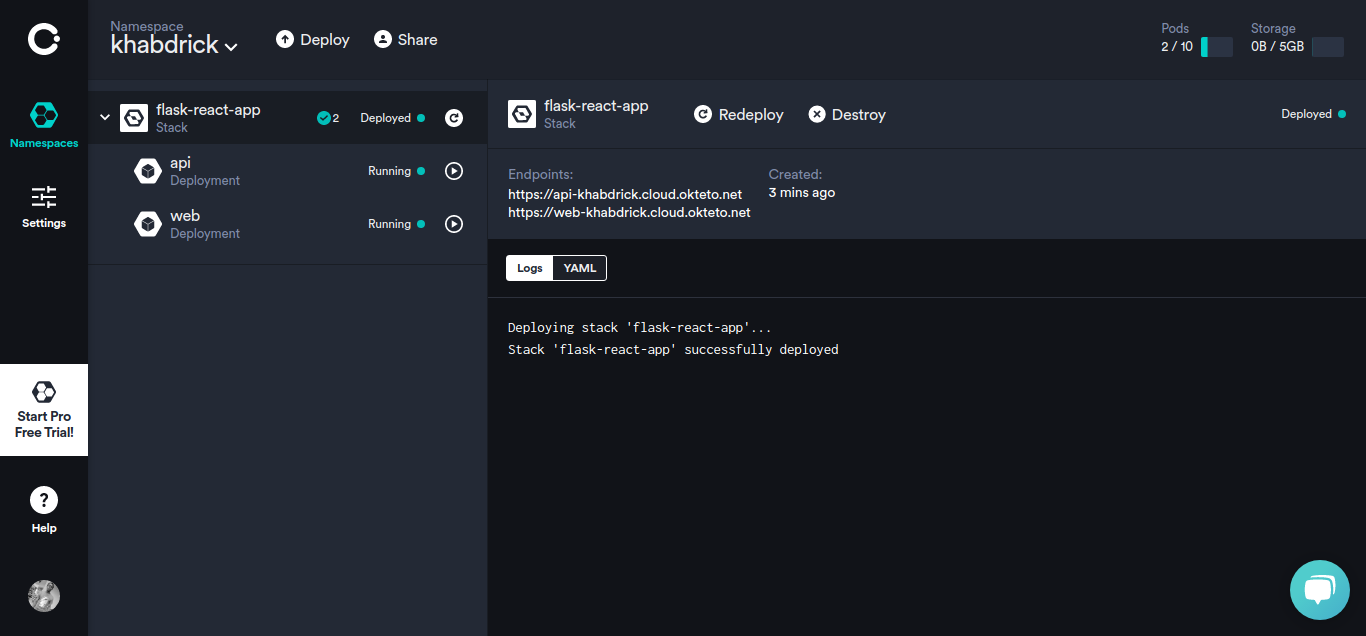 Namespace
khabdrick
Deploy
Share
Pods
2 / 10
Storage
0B / 5GB
Namespaces
Settings
Start Pro
Free Trial!
?
Help
flask-react-app
Stack
2
Deployed
api
Deployment
Running
web
Deployment
Running
flask-react-app
Stack
Redeploy
Destroy
Deployed
Endpoints:
https://api-khabdrick.cloud.okteto.net
https://web-khabdrick.cloud.okteto.net
Created:
3 mins ago
Logs
YAML
Deploying stack 'flask-react-app'...
Stack 'flask-react-app' successfully deployed